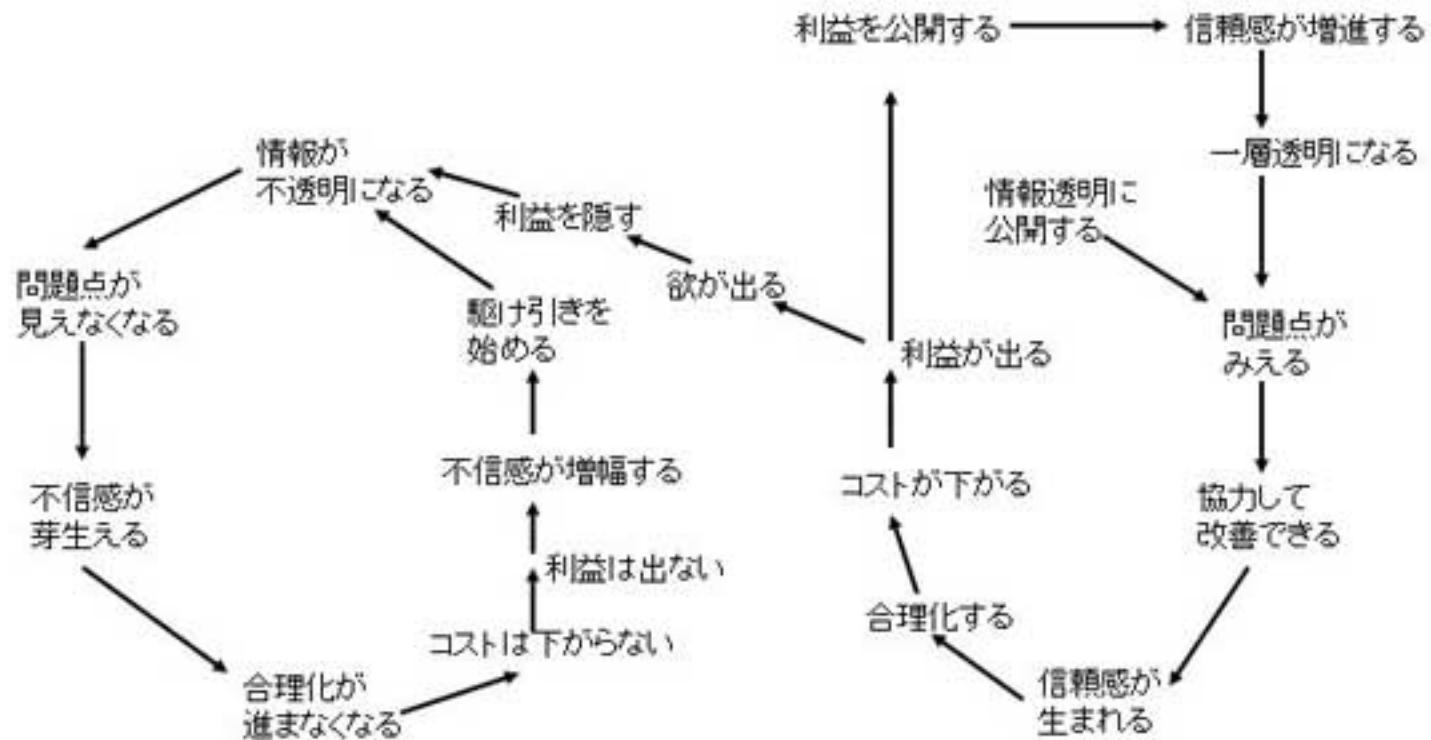 利益を公開する
信頼感が増進する
一層透明になる
情報が
不透明になる
利益を隠す
情報透明に
公開する
欲が出る
問題点が
見えなくなる
駆け引きを
始める
利益が出る
問題点が
みえる
不信感が増幅する
コストが下がる
不信感が
芽生える
協力して
改善できる
利益は出ない
合理化する
コストは下がらない
合理化が
進まなくなる
信頼感が
生まれる